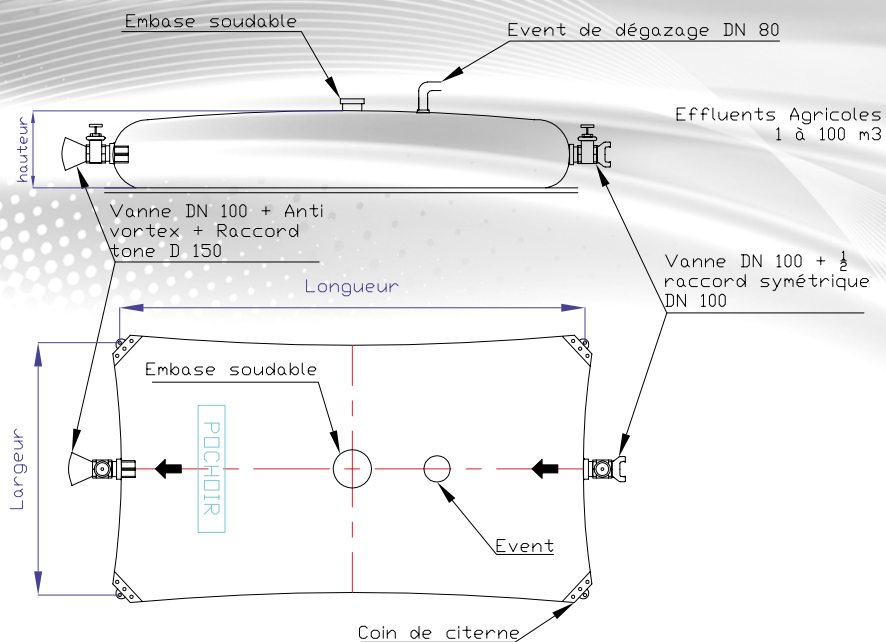 Embase soudable
Event de dégazage DN 80
Effluents Agricoles
1 à 100 m3
hauteur
Vanne DN 100 + Anti
vortex + Raccord
tone D 150
Vanne DN 100 + ½
raccord symétrique
DN 100
Longueur
Embase soudable
POCHOIR
Largeur
Event
Coin de citerne